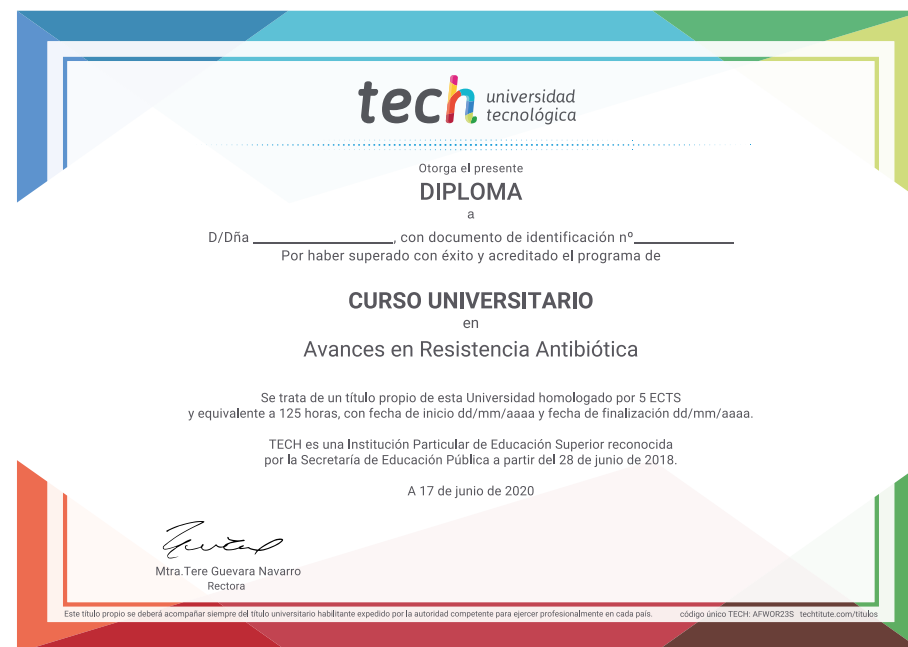 tech universidad
tecnológica
Otorga el presente
DIPLOMA
a
D/Dña ____________, con documento de identificación nº____________
Por haber superado con éxito y acreditado el programa de
CURSO UNIVERSITARIO
en
Avances en Resistencia Antibiótica
Se trata de un título propio de esta Universidad homologado por 5 ECTS
y equivalente a 125 horas, con fecha de inicio dd/mm/aaaa y fecha de finalización dd/mm/aaaa.
TECH es una Institución Particular de Educación Superior reconocida
por la Secretaría de Educación Pública a partir del 28 de junio de 2018.
A 17 de junio de 2020
Mtra.Tere Guevara Navarro
Rectora
Este título propio se deberá acompañar siempre del título universitario habilitante expedido por la autoridad competente para ejercer profesionalmente en cada país. código único TECH: AFWOR23S techtitute.com/títulos